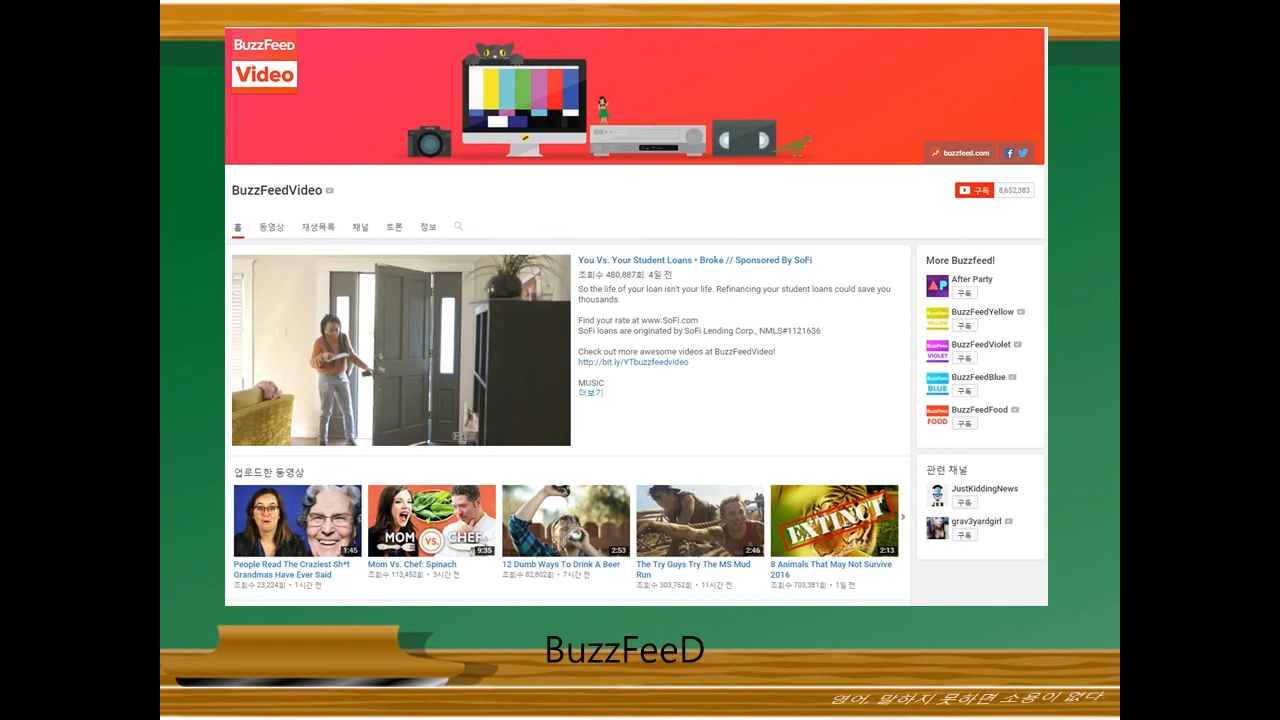 BuzzFeeD
Video
buzzfeed.com
BuzzFeedVideo
구독 8,652,383
홈 동영상 재생목록 채널 토론 정보
You Vs. Your Student Loans • Broke // Sponsored By SoFi
조회수 480,887회 4일 전
So the life of your loan isn't your life. Refinancing your student loans could save you
thousands.
Find your rate at www.SoFi.com
SoFi loans are originated by SoFi Lending Corp., NMLS#1121636
Check out more awesome videos at BuzzFeedVideo!
http://bit.ly/YTbuzzfeedvideo
MUSIC
더보기
More Buzzfeed!
AP
After Party
구독
BuzzFeed
YELLOW
BuzzFeedYellow
구독
BuzzFeed
VIOLET
BuzzFeedViolet
구독
BuzzFeed
BLUE
BuzzFeedBlue
구독
BuzzFeed
FOOD
BuzzFeedFood
구독
관련 채널
JKN
JustKiddingNews
구독
grav3yardgirl
구독
업로드한 동영상
1:45
People Read The Craziest Sh*t
Grandmas Have Ever Said
조회수 23,224회 • 1시간 전
MOM VS. CHEF
9:35
Mom Vs. Chef: Spinach
조회수 113,452회 • 3시간 전
2:53
12 Dumb Ways To Drink A Beer
조회수 82,802회 • 7시간 전
2:46
The Try Guys Try The MS Mud
Run
조회수 303,752회 • 11시간 전
EXTINCT
2:13
8 Animals That May Not Survive
2016
조회수 703,381회 • 1일 전
BuzzFeeD
영어, 말하지 못하면 소용이 없다